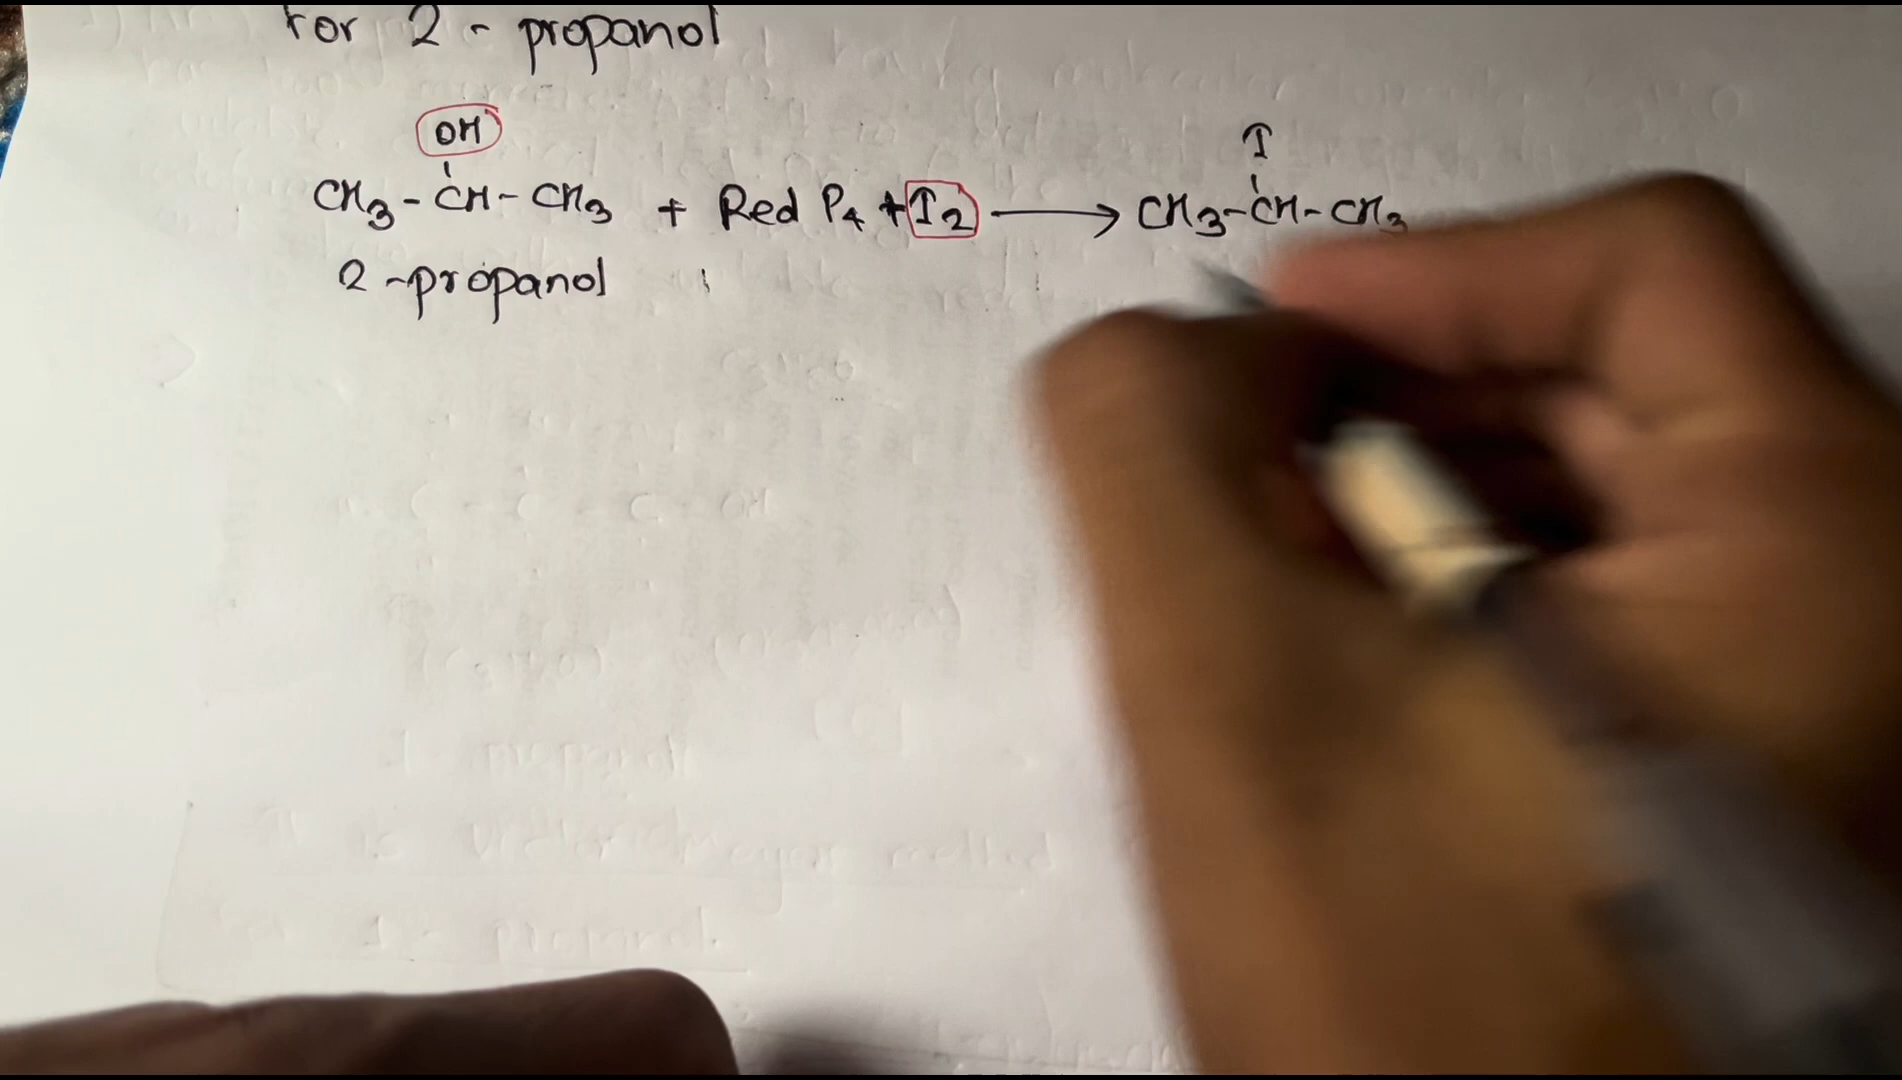 For 2 - propanol
OH
I
CH3 - CH - CH3 + Red P4 + I2 ⟶ CH3 - CH - CH3
2 - propanol